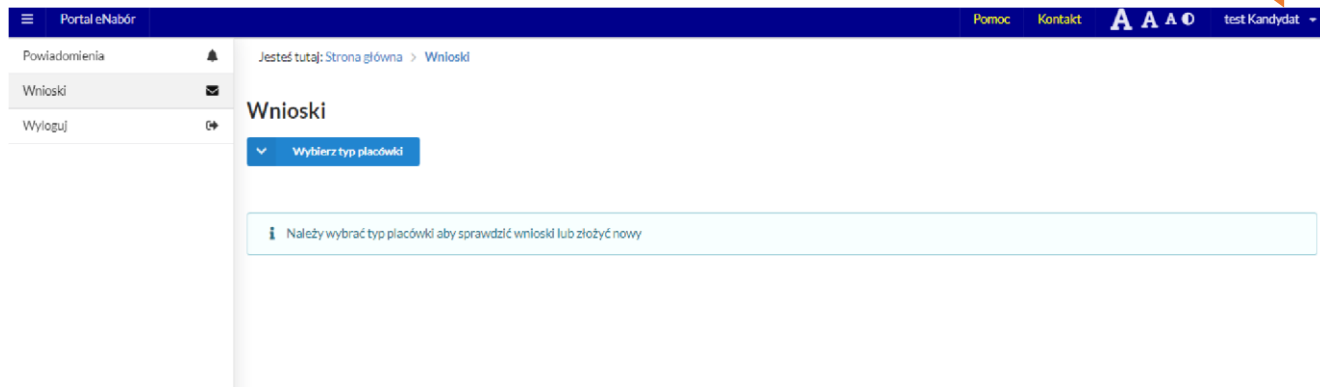 Portal eNabór Pomoc Kontakt A A A test Kandydat
Powiadomienia
Wnioski
Wyloguj
Jesteś tutaj: Strona główna > Wnioski
Wnioski
Wybierz typ placówki
Należy wybrać typ placówki aby sprawdzić wnioski lub złożyć nowy